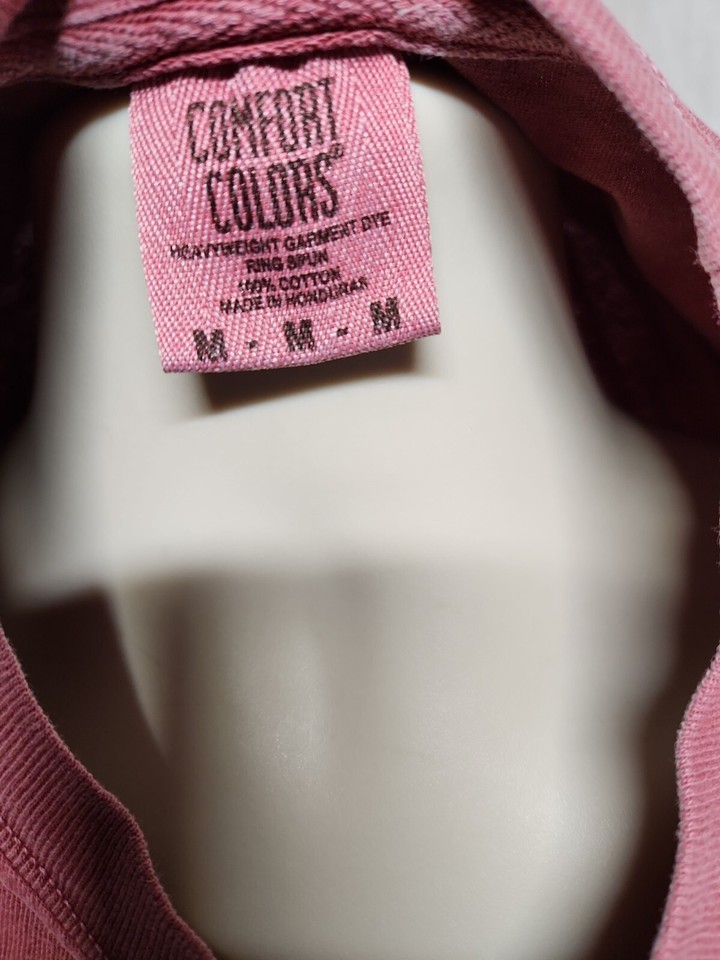 COMFORT
COLORS®
HEAVYWEIGHT GARMENT DYE
RING SPUN
100% COTTON
MADE IN HONDURAS
M - M - M